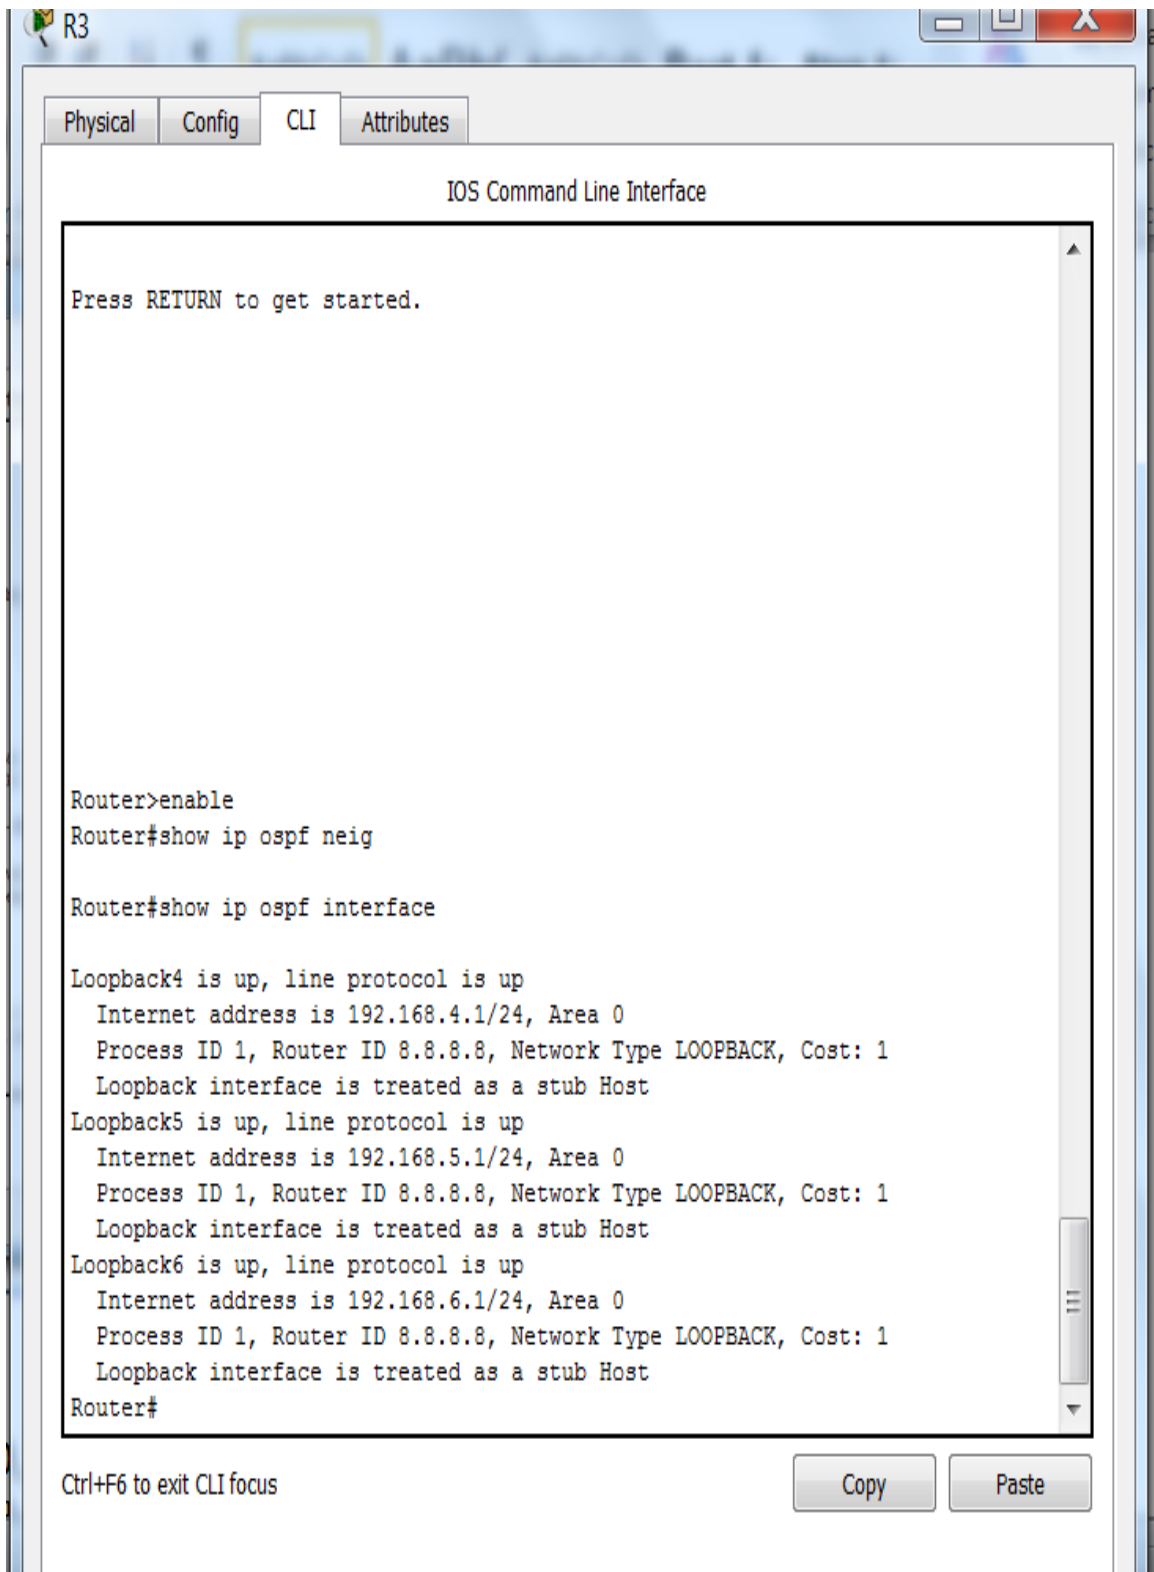 R3
Physical Config CLI Attributes
IOS Command Line Interface
Press RETURN to get started.
Router>enable
Router#show ip ospf neig
Router#show ip ospf interface
Loopback4 is up, line protocol is up
Internet address is 192.168.4.1/24, Area 0
Process ID 1, Router ID 8.8.8.8, Network Type LOOPBACK, Cost: 1
Loopback interface is treated as a stub Host
Loopback5 is up, line protocol is up
Internet address is 192.168.5.1/24, Area 0
Process ID 1, Router ID 8.8.8.8, Network Type LOOPBACK, Cost: 1
Loopback interface is treated as a stub Host
Loopback6 is up, line protocol is up
Internet address is 192.168.6.1/24, Area 0
Process ID 1, Router ID 8.8.8.8, Network Type LOOPBACK, Cost: 1
Loopback interface is treated as a stub Host
Router#
Ctrl+F6 to exit CLI focus
Copy Paste